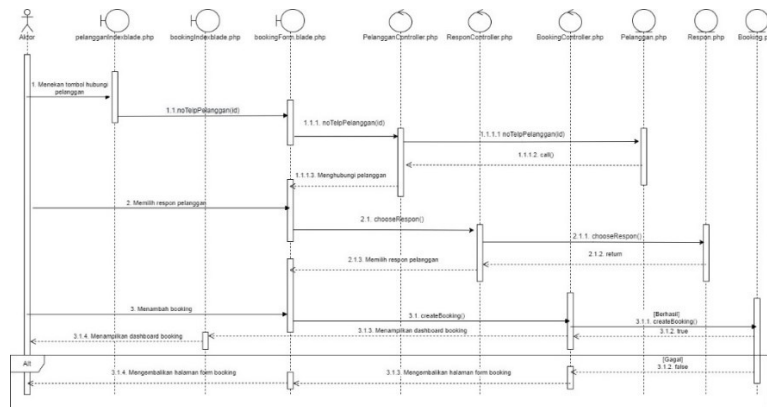 Aktor
pelangganIndexblade.php
bookingIndexblade.php
bookingForm.blade.php
PelangganController.php
ResponController.php
BookingController.php
Pelanggan.php
Respon.php
Booking.p
1. Menekan tombol hubungi
pelanggan
1.1.noTelpPelanggan(id)
1.1.1. noTelpPelanggan(id)
1.1.1.1 noTelpPelanggan(id)
1.1.1.2. call()
1.1.1.3. Menghubungi pelanggan
2. Memilih respon pelanggan
2.1. chooseRespon()
2.1.1. chooseRespon()
2.1.2. return
2.1.3. Memilih respon pelanggan
3. Menambah booking
3.1. createBooking()
[Berhasil]
3.1.1. createBooking()
3.1.2. true
3.1.3. Menampilkan dashboard booking
3.1.4. Menampilkan dashboard booking
Alt
[Gagal]
3.1.2. false
3.1.3. Mengembalikan halaman form booking
3.1.4. Mengembalikan halaman form booking